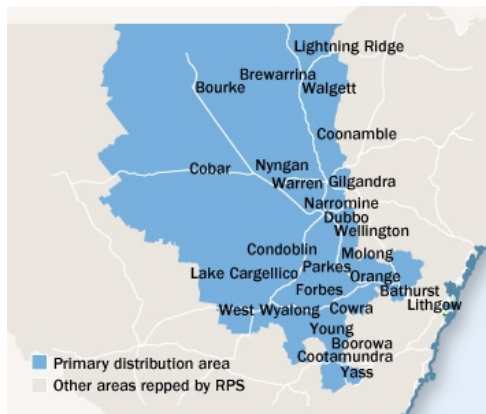 Lightning Ridge
Brewarrina
Bourke
Walgett
Coonamble
Cobar
Nyngan
Warren
Gilgandra
Narromine
Dubbo
Wellington
Condoblin
Molong
Lake Cargellico
Parkes
Orange
Forbes
Bathurst
Lithgow
West Wyalong
Cowra
Young
Boorowa
Cootamundra
Yass
Primary distribution area
Other areas repped by RPS